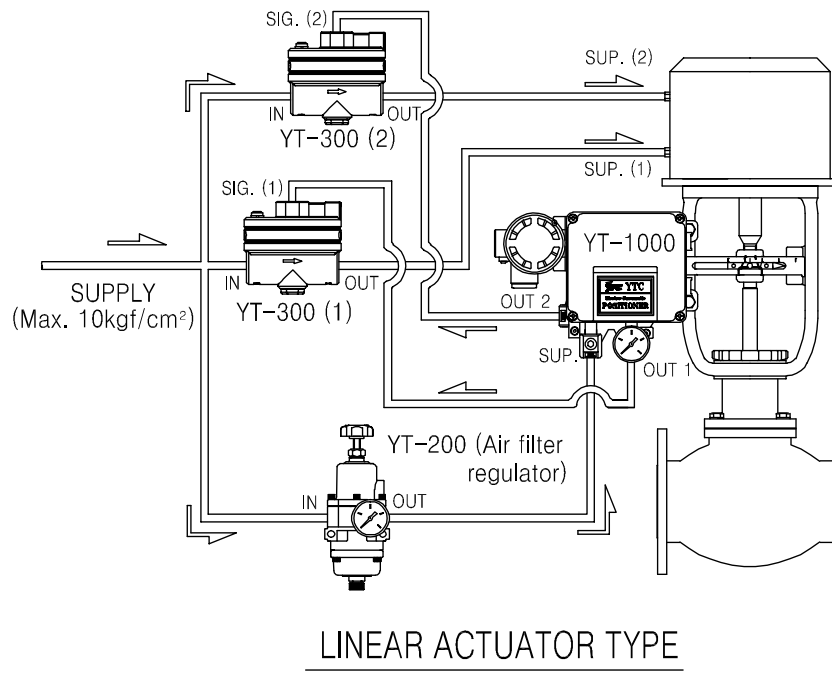 SIG. (2)
SUP. (2)
IN
OUT
YT-300 (2)
SUP. (1)
SIG. (1)
YT-1000
IN
OUT
SUPPLY
(Max. 10kgf/cm²)
YT-300 (1)
OUT 2
YTC
POSITIONER
SUP.
OUT 1
YT-200 (Air filter
regulator)
IN
OUT
LINEAR ACTUATOR TYPE